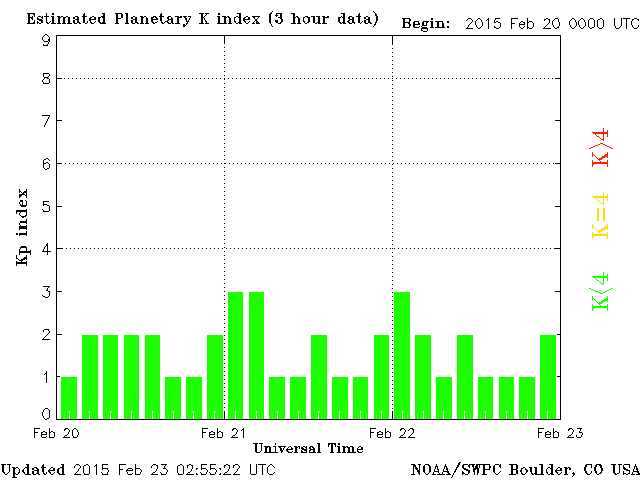 Estimated Planetary K index (3 hour data) Begin: 2015 Feb 20 0000 UTC
9
8
7
6
5
4
3
2
1
0
Kp index
K>4
K=4
K<4
Feb 20 Feb 21 Feb 22 Feb 23
Universal Time
Updated 2015 Feb 23 02:55:22 UTC NOAA/SWPC Boulder, CO USA